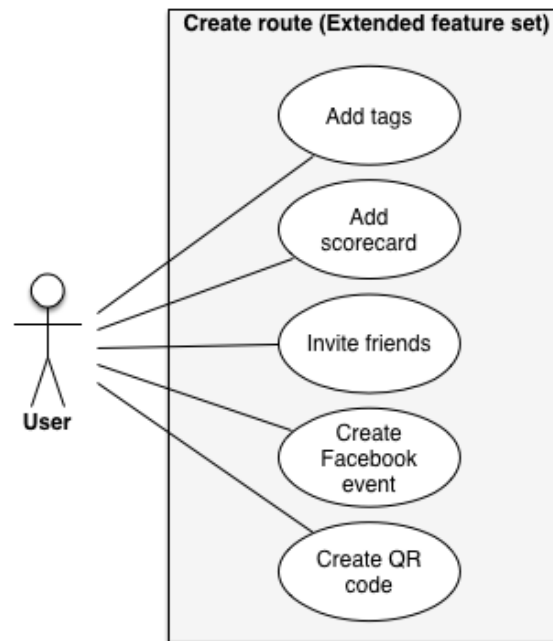 Create route (Extended feature set)
Add tags
Add
scorecard
Invite friends
User
Create
Facebook
event
Create QR
code